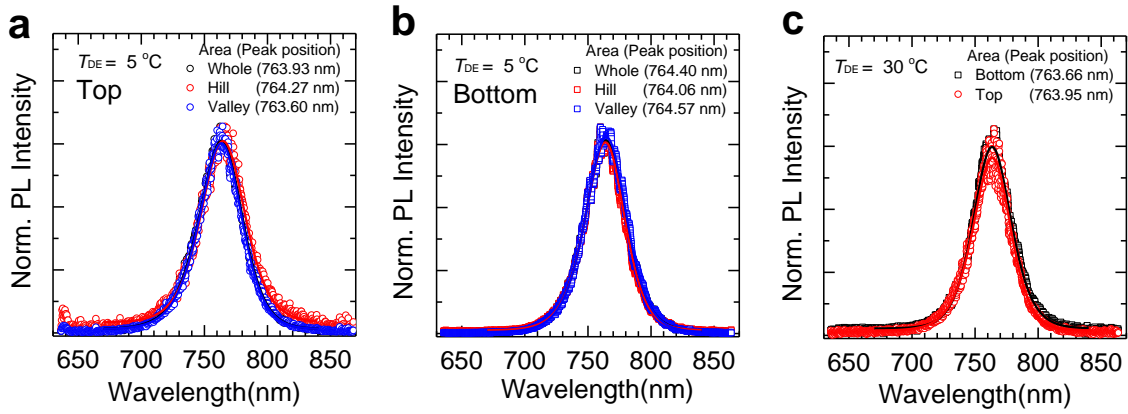 a
T_DE = 5 °C
Top
Area (Peak position)
Whole (763.93 nm)
Hill (764.27 nm)
Valley (763.60 nm)
Norm. PL Intensity
650 700 750 800 850
Wavelength(nm)
b
T_DE = 5 °C
Bottom
Area (Peak position)
Whole (764.40 nm)
Hill (764.06 nm)
Valley (764.57 nm)
Norm. PL Intensity
650 700 750 800 850
Wavelength(nm)
c
T_DE = 30 °C
Area (Peak position)
Bottom (763.66 nm)
Top (763.95 nm)
Norm. PL Intensity
650 700 750 800 850
Wavelength(nm)